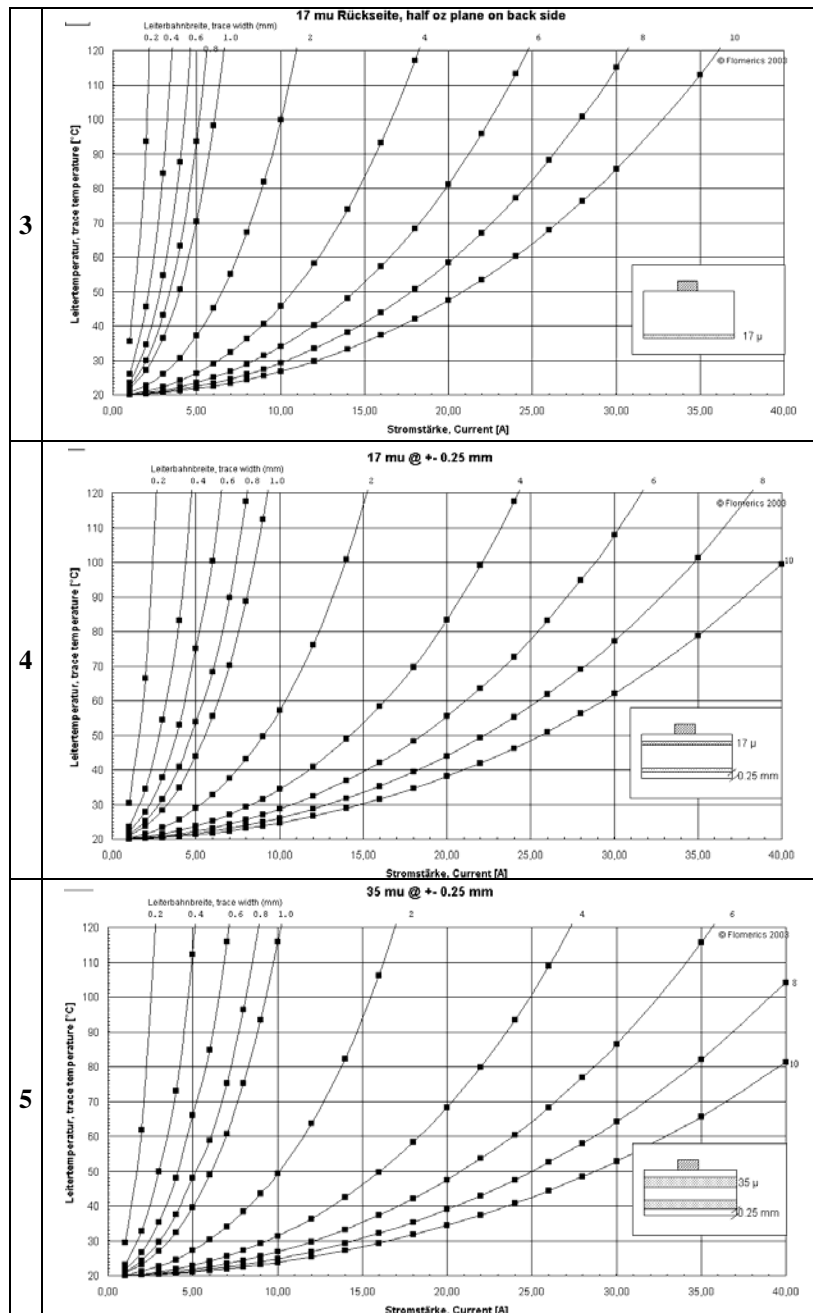 17 mu Rückseite, half oz plane on back side
Leiterbahnbreite, trace width (mm)
0.2 0.4 0.6 0.8 1.0 2 4 6 8 10
© Flomerics 2003
Leitertemperatur, trace temperature [°C]
120
110
100
90
80
70
60
50
40
30
20
3
17 µ
0,00 5,00 10,00 15,00 20,00 25,00 30,00 35,00 40,00
Stromstärke, Current [A]
17 mu @ +- 0.25 mm
Leiterbahnbreite, trace width (mm)
0.2 0.4 0.6 0.8 1.0 2 4 6 8
© Flomerics 2003
Leitertemperatur, trace temperature [°C]
120
110
100
90
80
70
60
50
40
30
20
10
4
17 µ
0.25 mm
0,00 5,00 10,00 15,00 20,00 25,00 30,00 35,00 40,00
Stromstärke, Current [A]
35 mu @ +- 0.25 mm
Leiterbahnbreite, trace width (mm)
0.2 0.4 0.6 0.8 1.0 2 4 6
© Flomerics 2003
Leitertemperatur, trace temperature [°C]
120
110
100
90
80
70
60
50
40
30
20
8
10
5
35 µ
0.25 mm
0,00 5,00 10,00 15,00 20,00 25,00 30,00 35,00 40,00
Stromstärke, Current [A]